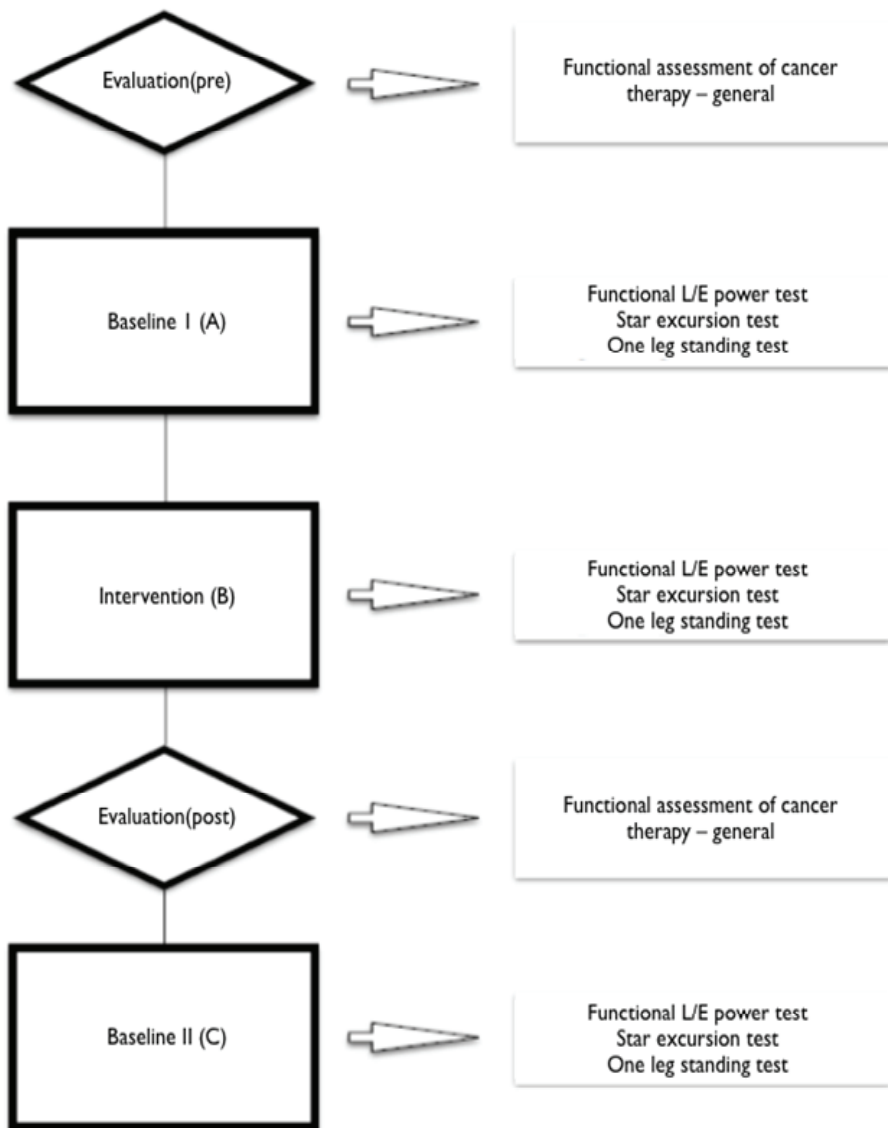 Evaluation(pre)
Functional assessment of cancer
therapy – general
Baseline I (A)
Functional L/E power test
Star excursion test
One leg standing test
Intervention (B)
Functional L/E power test
Star excursion test
One leg standing test
Evaluation(post)
Functional assessment of cancer
therapy – general
Baseline II (C)
Functional L/E power test
Star excursion test
One leg standing test